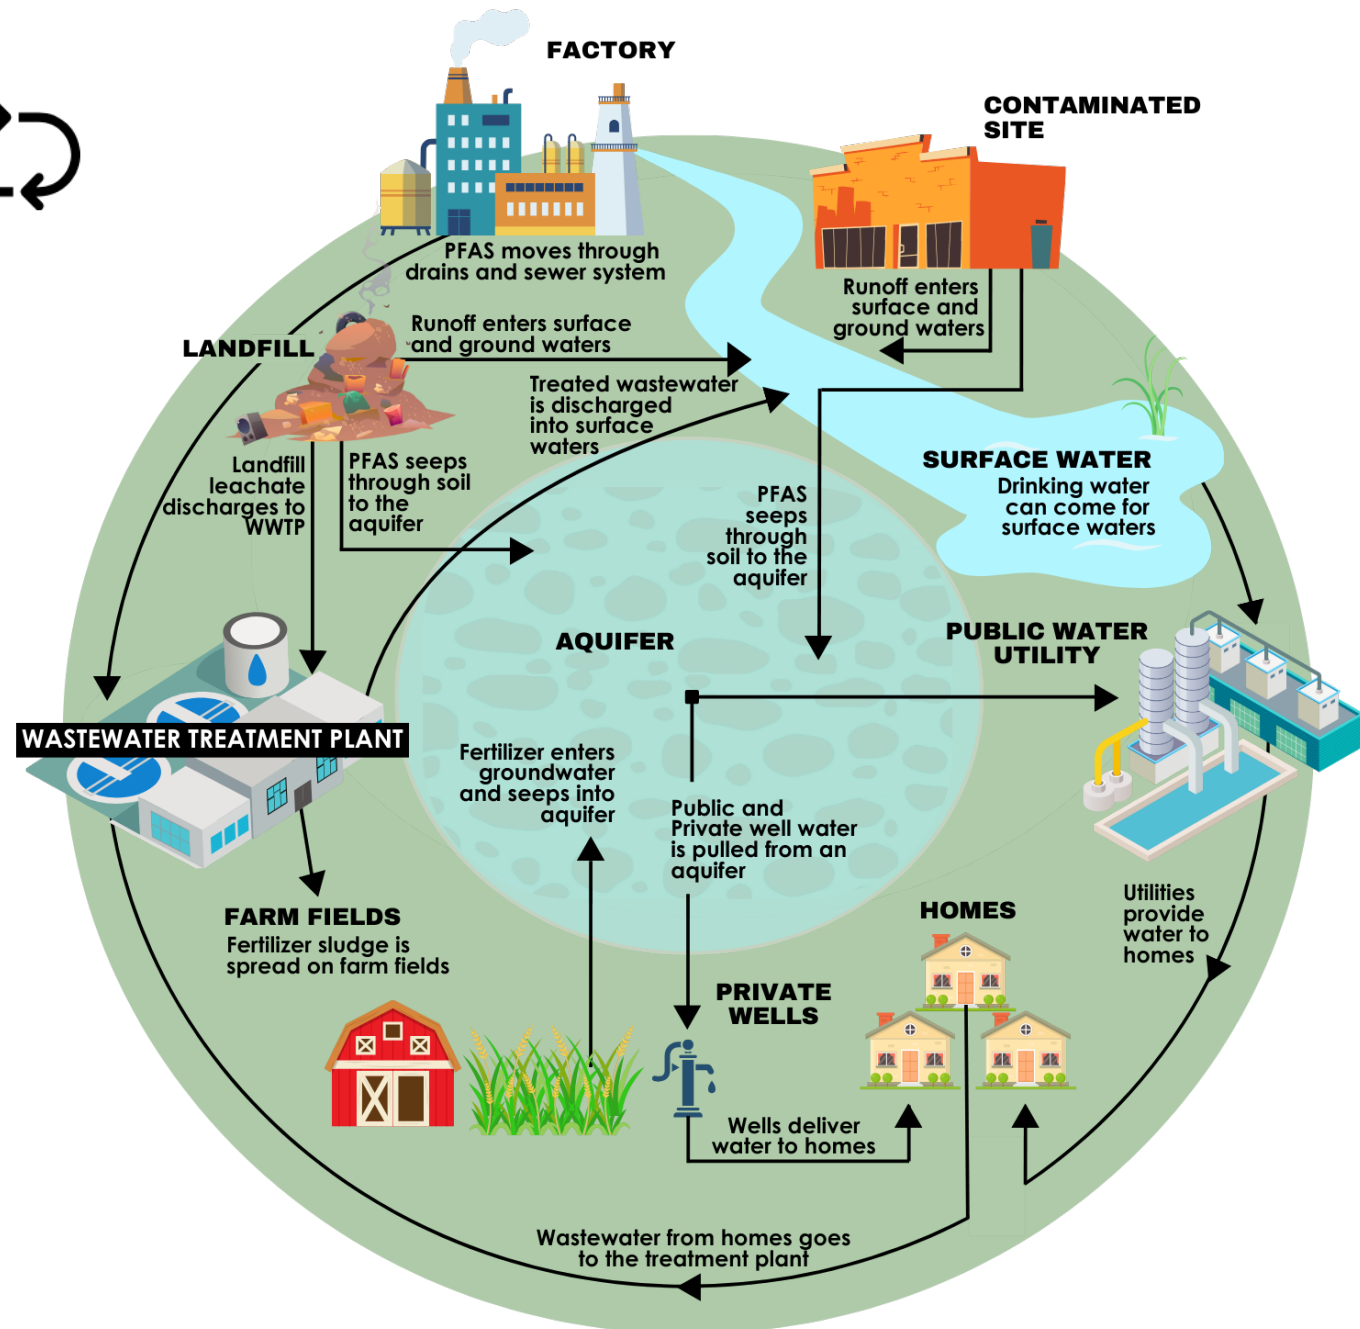 FACTORY
CONTAMINATED
SITE
PFAS moves through
drains and sewer system
Runoff enters
surface and
ground waters
LANDFILL
Runoff enters surface
and ground waters
Treated wastewater
is discharged
into surface
waters
Landfill
leachate
discharges to
WWTP
PFAS seeps
through soil
to the
aquifer
SURFACE WATER
Drinking water
can come for
surface waters
PFAS
seeps
through
soil to the
aquifer
AQUIFER
PUBLIC WATER
UTILITY
WASTEWATER TREATMENT PLANT
Fertilizer enters
groundwater
and seeps into
aquifer
Public and
Private well water
is pulled from an
aquifer
FARM FIELDS
Fertilizer sludge is
spread on farm fields
HOMES
Utilities
provide
water to
homes
PRIVATE
WELLS
Wells deliver
water to homes
Wastewater from homes goes
to the treatment plant